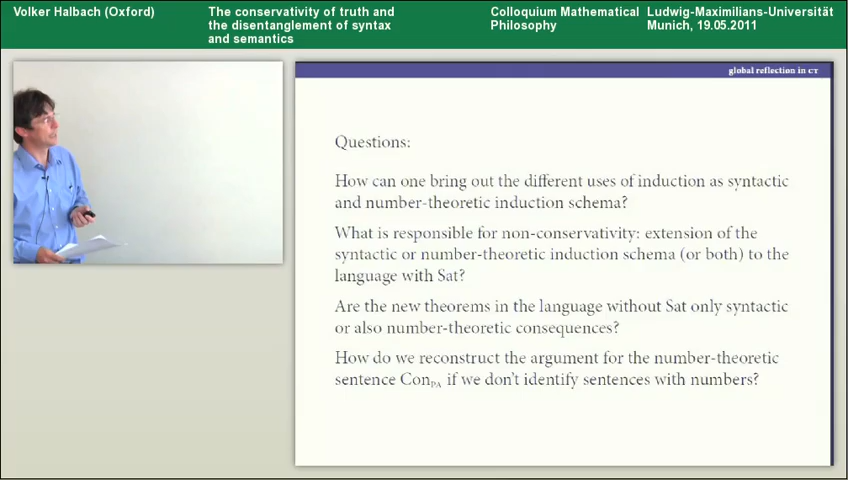 Volker Halbach (Oxford)
The conservativity of truth and
the disentanglement of syntax
and semantics
Colloquium Mathematical
Philosophy
Ludwig-Maximilians-Universität
Munich, 19.05.2011
global reflection in CT
Questions:
How can one bring out the different uses of induction as syntactic
and number-theoretic induction schema?
What is responsible for non-conservativity: extension of the
syntactic or number-theoretic induction schema (or both) to the
language with Sat?
Are the new theorems in the language without Sat only syntactic
or also number-theoretic consequences?
How do we reconstruct the argument for the number-theoretic
sentence ConPA if we don't identify sentences with numbers?